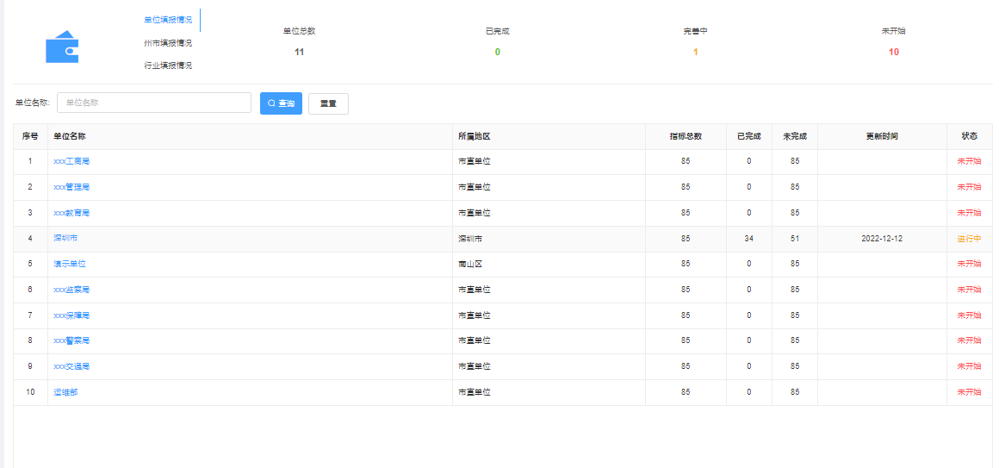 单位填报情况
州市填报情况
行业填报情况
单位总数 已完成 完善中 未开始
11 0 1 10
单位名称: 单位名称 查询 重置
序号 单位名称 所属地区 指标总数 已完成 未完成 更新时间 状态
1 xxx工商局 市直单位 85 0 85 未开始
2 xxx管理局 市直单位 85 0 85 未开始
3 xxx教育局 市直单位 85 0 85 未开始
4 深圳市 深圳市 85 34 51 2022-12-12 进行中
5 演示单位 南山区 85 0 85 未开始
6 xxx监察局 市直单位 85 0 85 未开始
7 xxx保障局 市直单位 85 0 85 未开始
8 xxx警察局 市直单位 85 0 85 未开始
9 xxx交通局 市直单位 85 0 85 未开始
10 运维部 市直单位 85 0 85 未开始